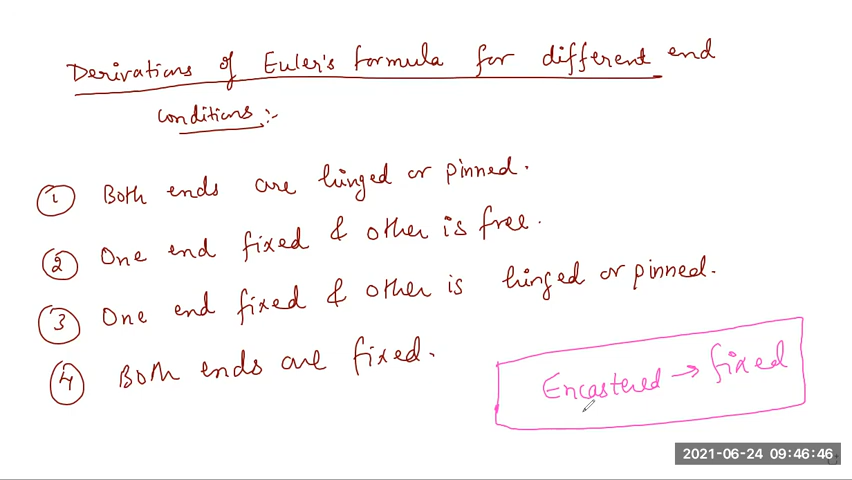 Derivations of Euler's formula for different end
conditions :-
1 Both ends are hinged or pinned.
2 One end fixed & other is free.
3 One end fixed & other is hinged or pinned.
4 Both ends are fixed.
Encastered → fixed
2021-06-24 09:46:46